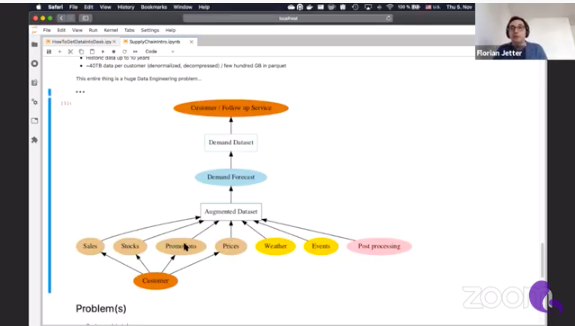 Safari File Edit View History Bookmarks Window Help
100 %
Thu 5. Nov
localhost
HowToGetDataIntoDask.ipy
SupplyChainIntro.ipynb
File Edit View Run Kernel Tabs Settings Help
Code
Florian Jetter
Historic data up to 10 years
~40TB data per customer (denormalized, decompressed) / few hundred GB in parquet
This entire thing is a huge Data Engineering problem...
Customer / Follow up Service
Demand Dataset
Demand Forecast
Augmented Dataset
Sales Stocks Promotions Prices Weather Events Post processing
Customer
Problem(s)
zoom